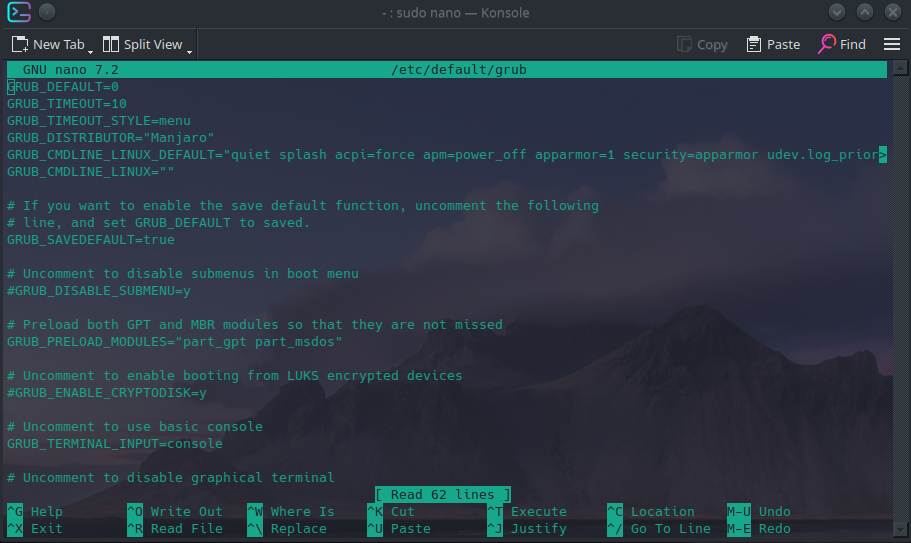 - : sudo nano — Konsole
New Tab Split View Copy Paste Find
GNU nano 7.2 /etc/default/grub
GRUB_DEFAULT=0
GRUB_TIMEOUT=10
GRUB_TIMEOUT_STYLE=menu
GRUB_DISTRIBUTOR="Manjaro"
GRUB_CMDLINE_LINUX_DEFAULT="quiet splash acpi=force apm=power_off apparmor=1 security=apparmor udev.log_prior>
GRUB_CMDLINE_LINUX=""
# If you want to enable the save default function, uncomment the following
# line, and set GRUB_DEFAULT to saved.
GRUB_SAVEDEFAULT=true
# Uncomment to disable submenus in boot menu
#GRUB_DISABLE_SUBMENU=y
# Preload both GPT and MBR modules so that they are not missed
GRUB_PRELOAD_MODULES="part_gpt part_msdos"
# Uncomment to enable booting from LUKS encrypted devices
#GRUB_ENABLE_CRYPTODISK=y
# Uncomment to use basic console
GRUB_TERMINAL_INPUT=console
# Uncomment to disable graphical terminal
[ Read 62 lines ]
^G Help ^O Write Out ^W Where Is ^K Cut ^T Execute ^C Location M-U Undo
^X Exit ^R Read File ^\ Replace ^U Paste ^J Justify ^/ Go To Line M-E Redo